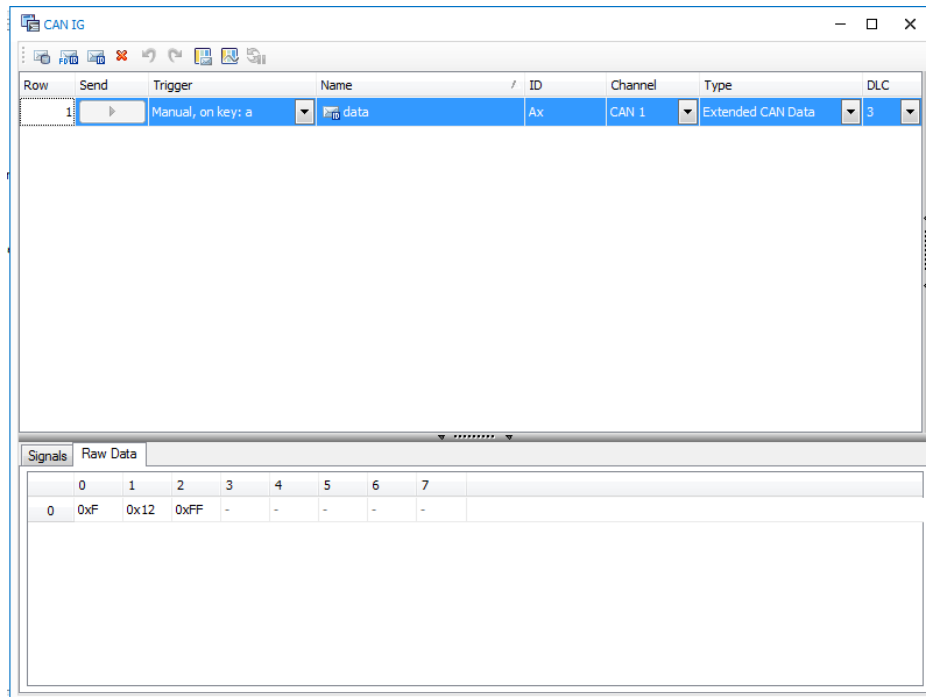 CAN IG
Row Send Trigger Name / ID Channel Type DLC
1 Manual, on key: a data Ax CAN 1 Extended CAN Data 3
Signals Raw Data
0 1 2 3 4 5 6 7
0 0xF 0x12 0xFF - - - - -